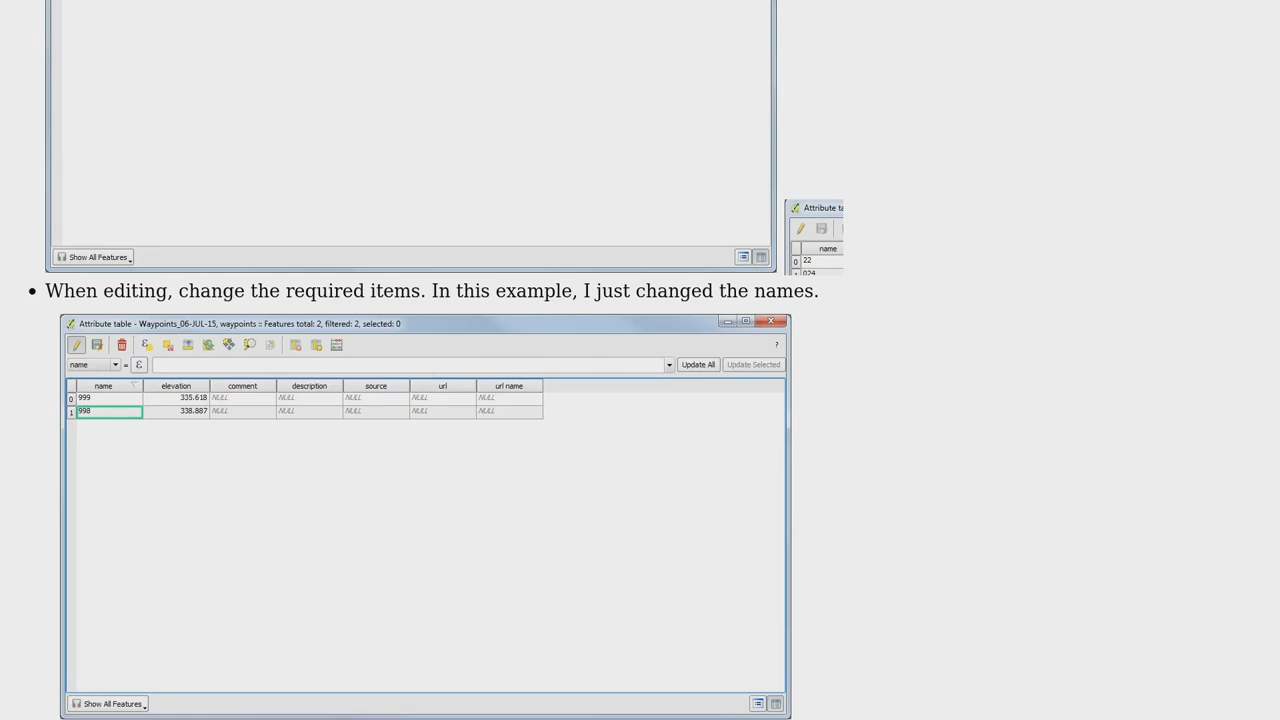 Show All Features
Attribute ta
name
0 22
1 024
• When editing, change the required items. In this example, I just changed the names.
Attribute table - Waypoints_06-JUL-15, waypoints :: Features total: 2, filtered: 2, selected: 0
?
name = ε Update All Update Selected
name elevation comment description source url url name
0 999 335.618 NULL NULL NULL NULL NULL
1 998 338.887 NULL NULL NULL NULL NULL
Show All Features